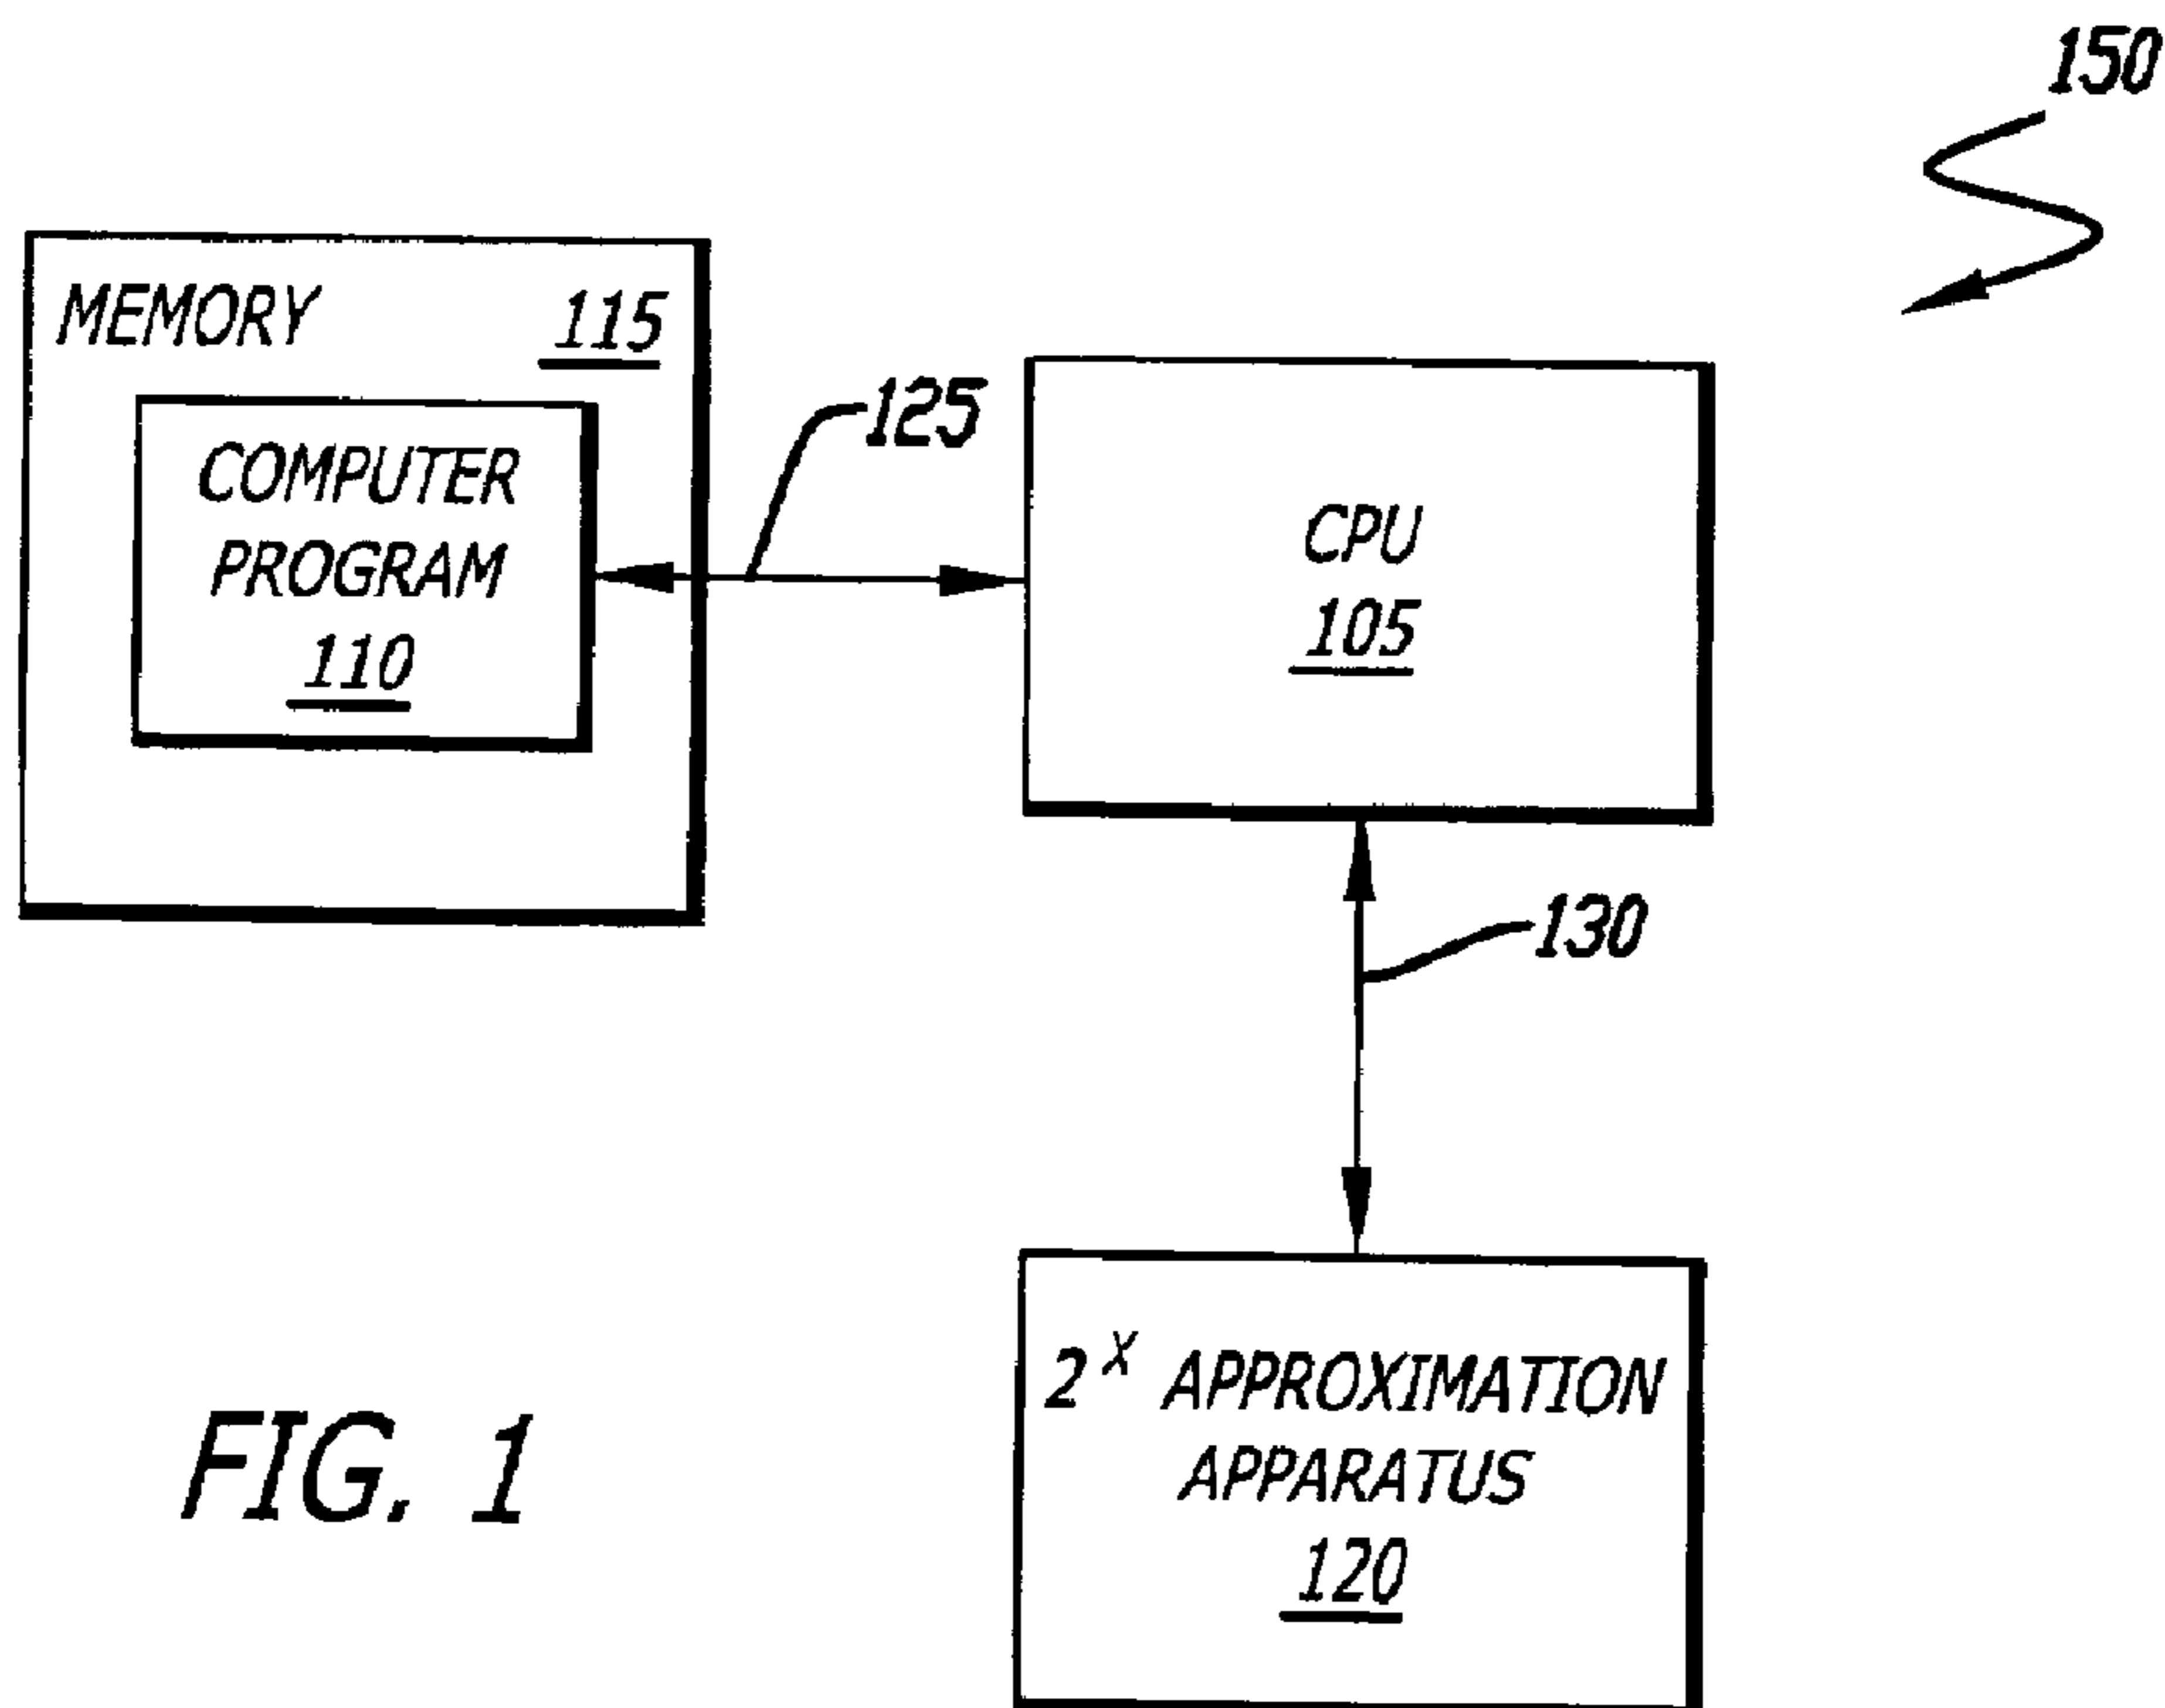 150
MEMORY 115
COMPUTER
PROGRAM
110
125
CPU
105
130
2^X APPROXIMATION
APPARATUS
120
FIG. 1